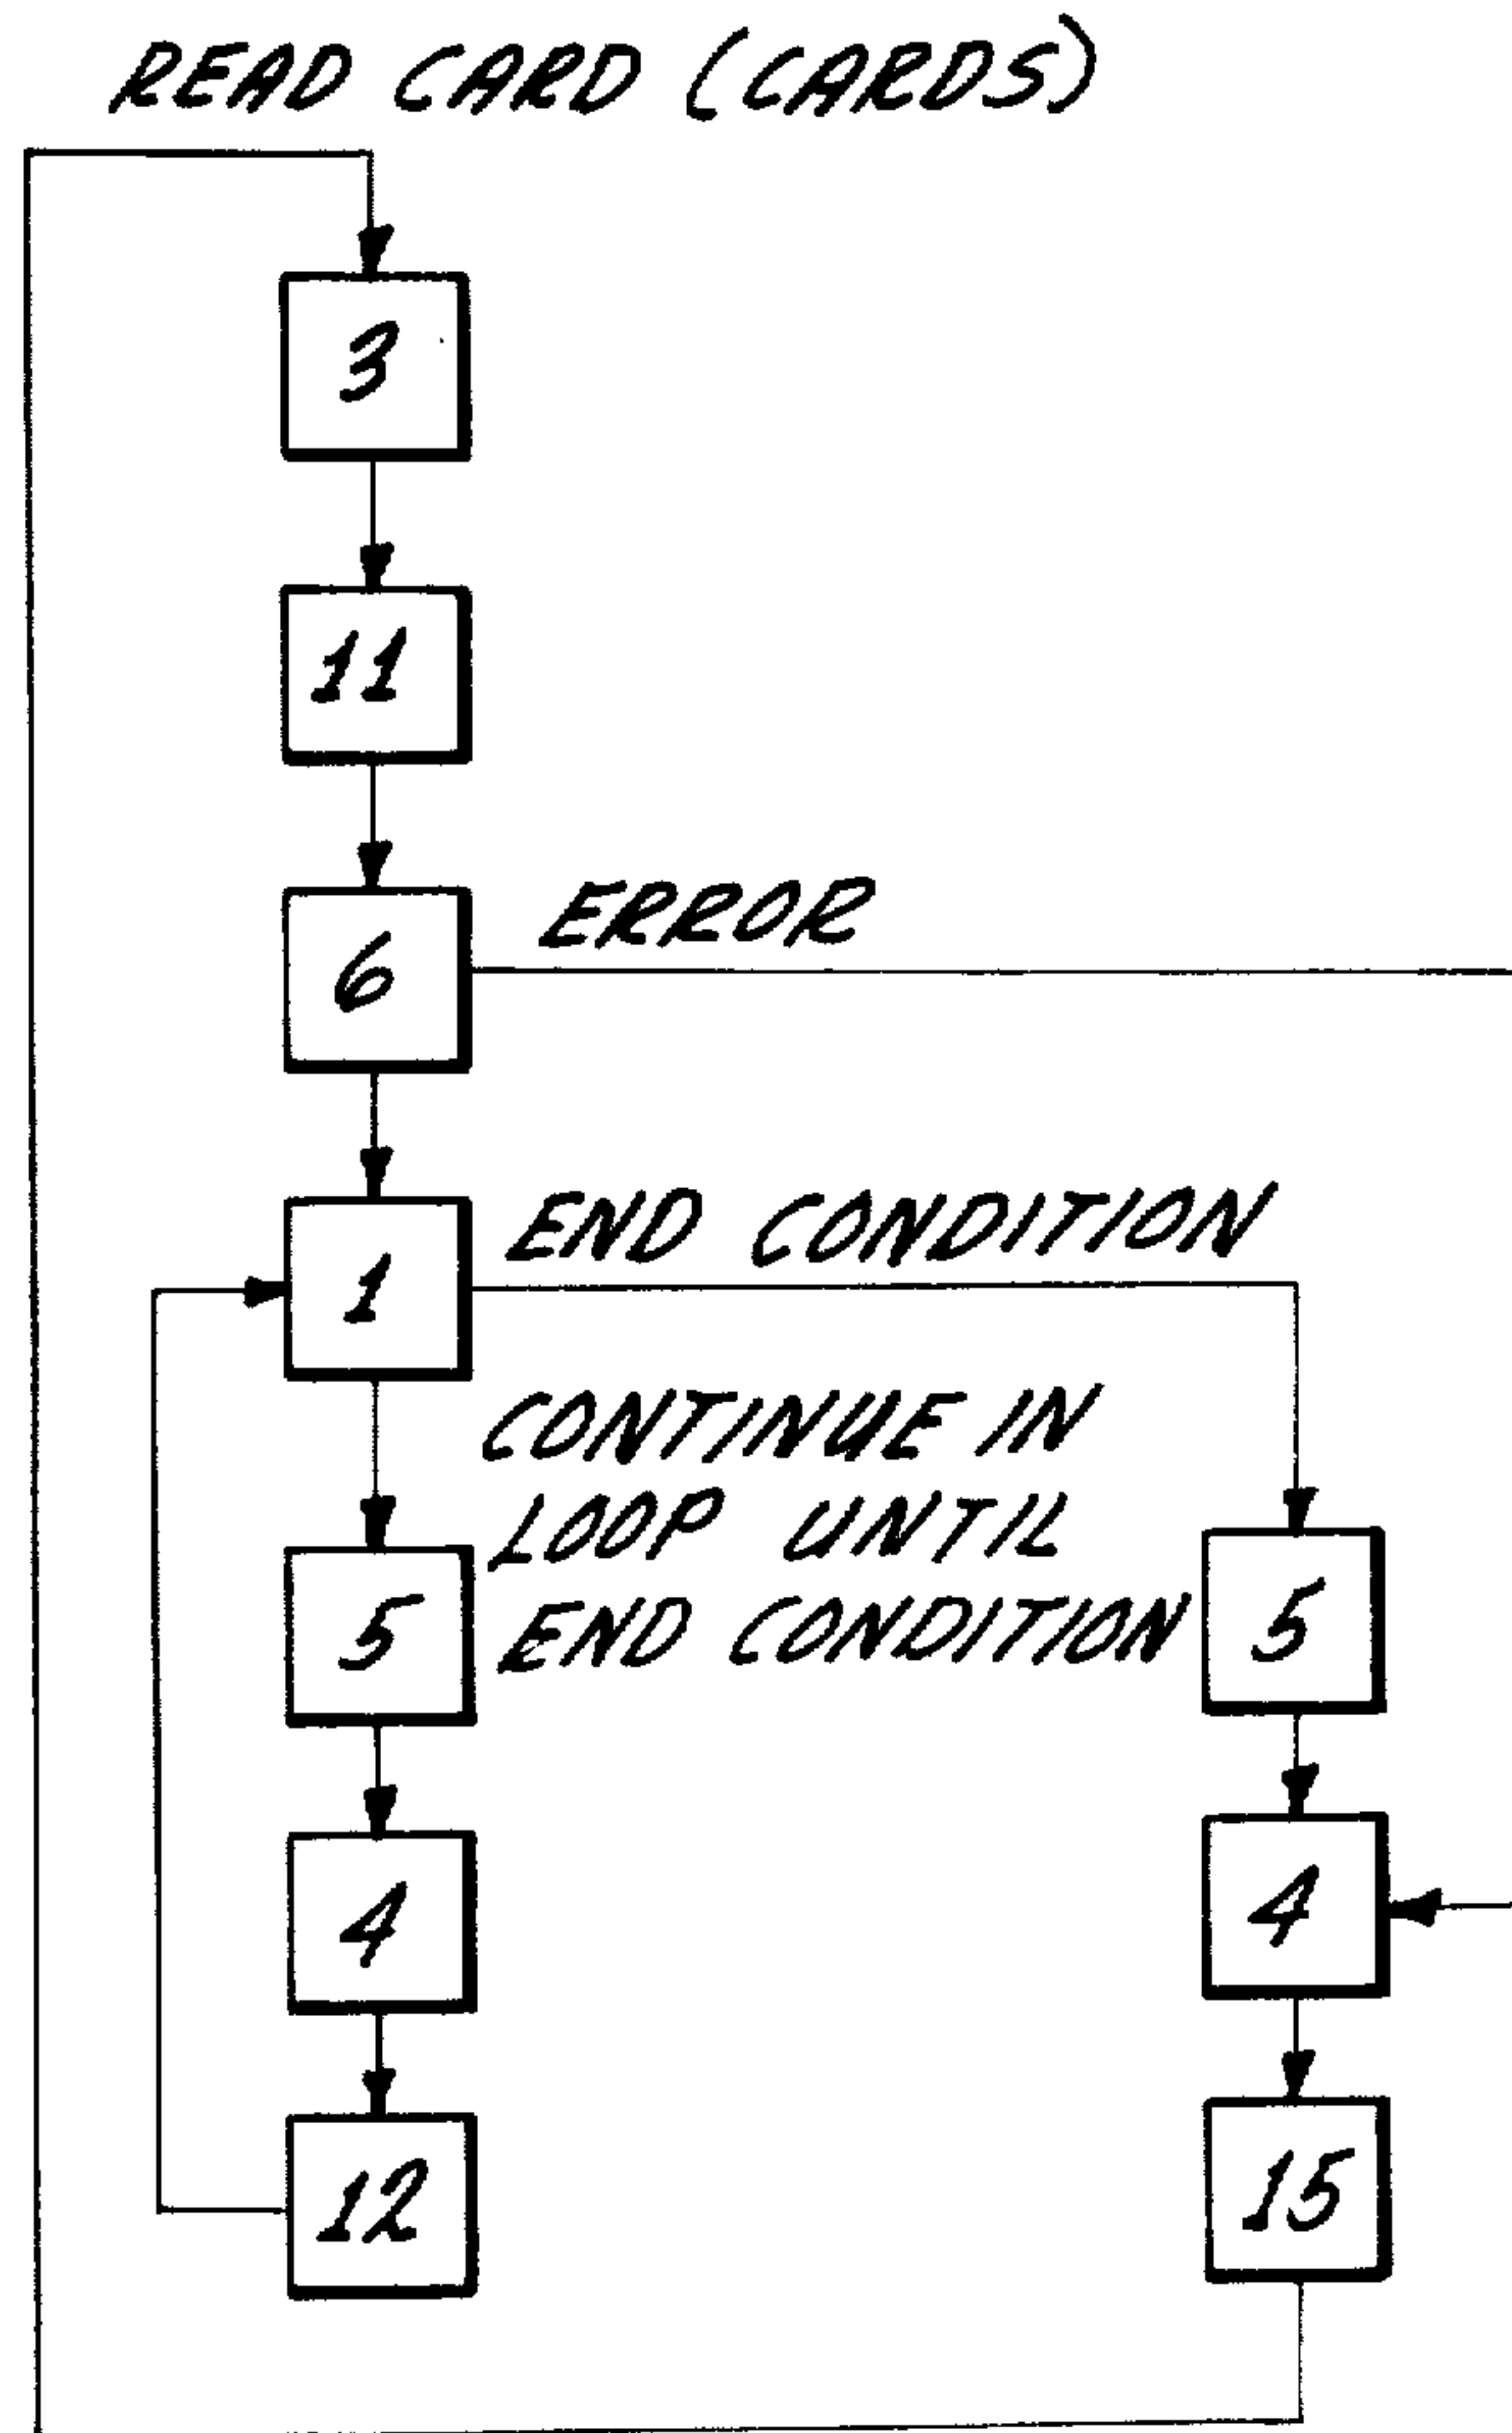 READ CARD (CARDS)
3
11
6
ERROR
1
END CONDITION
CONTINUE IN
LOOP UNTIL
END CONDITION
5
5
4
4
12
15